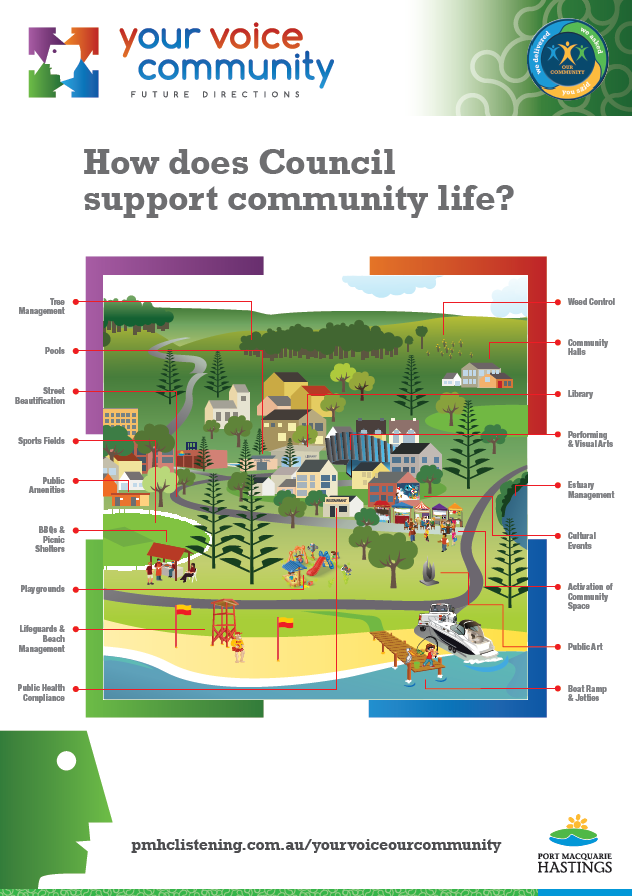 your voice
community
FUTURE DIRECTIONS
we delivered
we asked
you said
OUR
COMMUNITY
How does Council
support community life?
Tree
Management
Pools
Street
Beautification
Sports Fields
Public
Amenities
BBQs &
Picnic
Shelters
Playgrounds
Lifeguards &
Beach
Management
Public Health
Compliance
Weed Control
Community
Halls
Library
Performing
& Visual Arts
Estuary
Management
Cultural
Events
Activation of
Community
Space
Public Art
Boat Ramp
& Jetties
RESTAURANT
pmhclistening.com.au/yourvoiceourcommunity
PORT MACQUARIE
HASTINGS